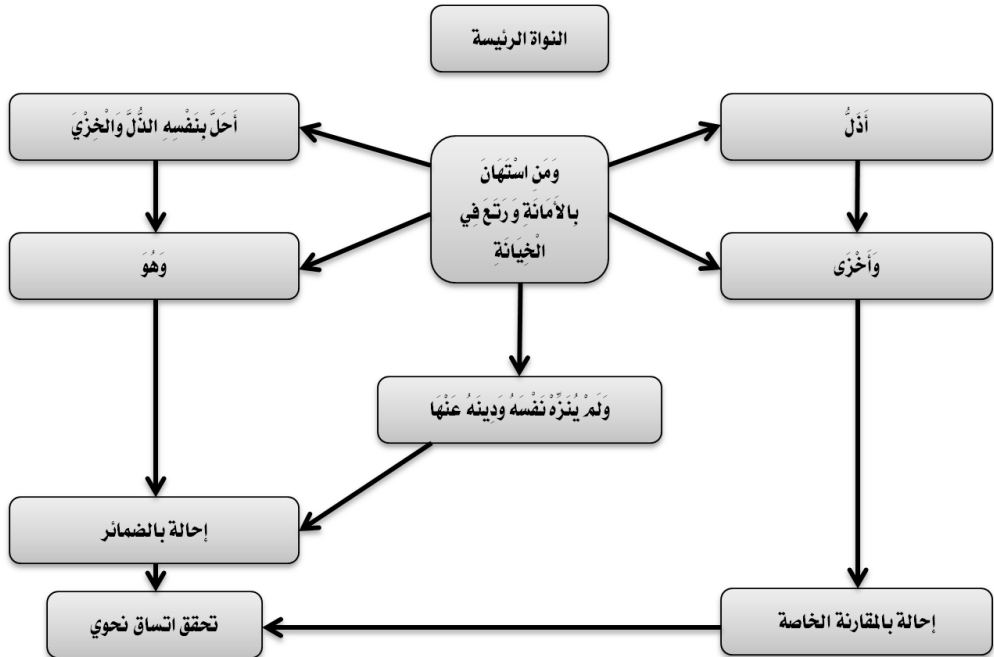 النواة الرئيسة
أَذَلُّ
أَحَلَّ بِنَفْسِهِ الذُّلَّ وَالْخِزْيَ
وَمَنِ اسْتَهَانَ
بِالأَمَانَةِ وَرَتَعَ فِي
الْخِيَانَةِ
وَأَخْزَى
وَهُوَ
وَلَمْ يُنَزِّهْ نَفْسَهُ وَدِينَهُ عَنْهَا
إحالة بالضمائر
إحالة بالمقارنة الخاصة
تحقق اتساق نحوي